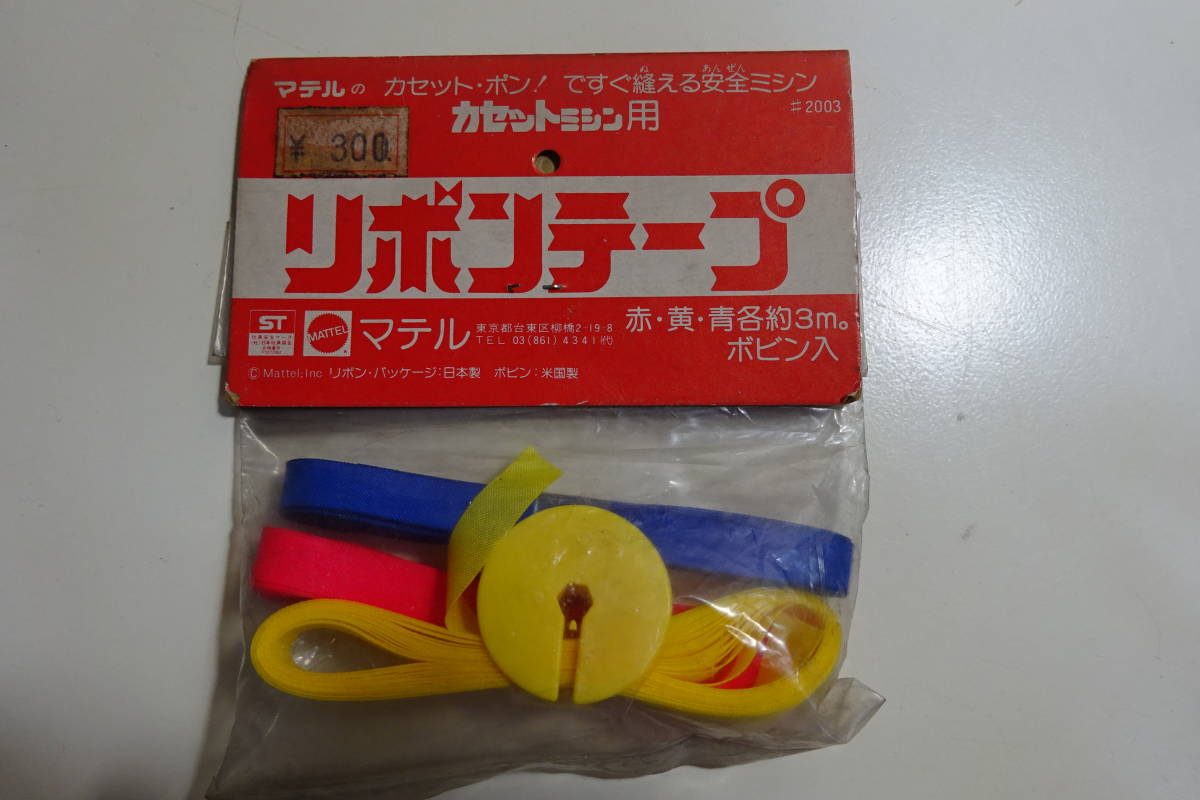 マテルの カセット・ポン! ですぐ縫える安全ミシン
ぬ あんぜん
カセットミシン用
♯2003
¥ 300
リボンテープ
ST
MATTEL
マテル
東京都台東区柳橋2-19-8
TEL 03(861)4341㈹
赤・黄・青各約3m。
ボビン入
©Mattel,Inc リボン・パッケージ:日本製 ボビン:米国製